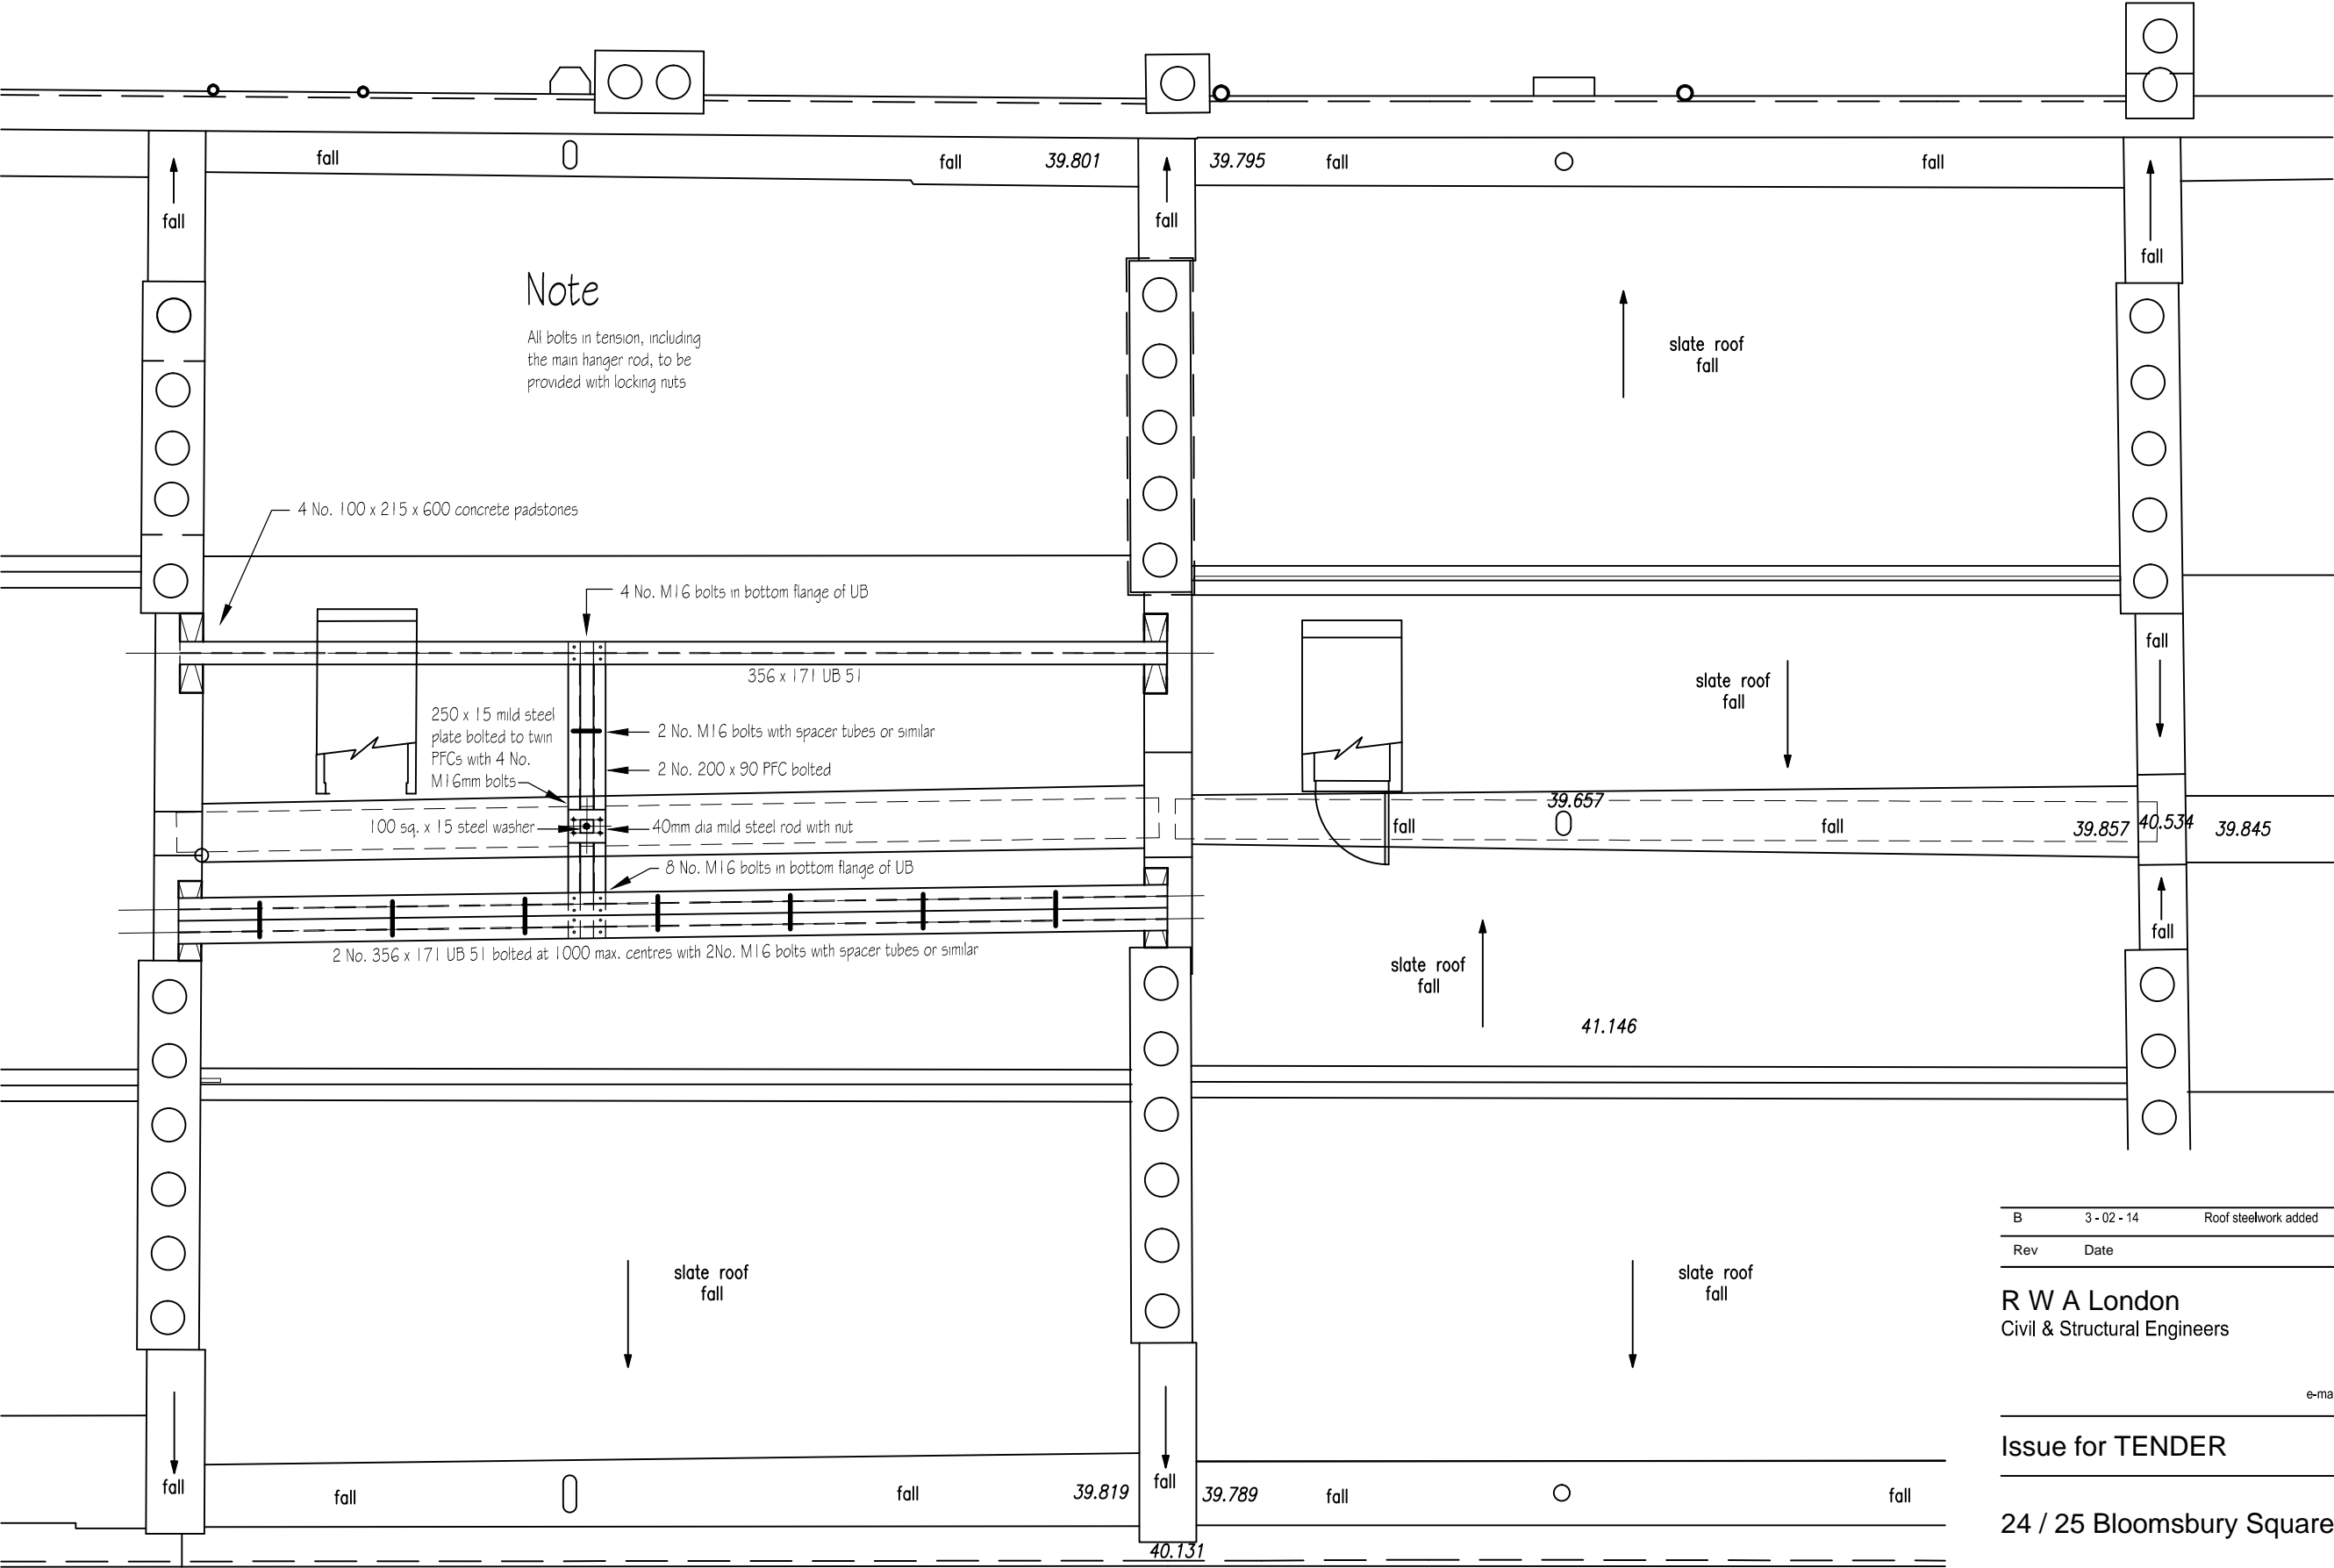 fall
fall
39.801
39.795
fall
fall
fall
fall
fall
Note
All bolts in tension, including
the main hanger rod, to be
provided with locking nuts
slate roof
fall
4 No. 100 x 215 x 600 concrete padstones
4 No. M16 bolts in bottom flange of UB
356 x 171 UB 51
fall
slate roof
fall
250 x 15 mild steel
plate bolted to twin
PFCs with 4 No.
M16mm bolts
2 No. M16 bolts with spacer tubes or similar
2 No. 200 x 90 PFC bolted
100 sq. x 15 steel washer
40mm dia mild steel rod with nut
39.657
fall
fall
39.857
40.534
39.845
8 No. M16 bolts in bottom flange of UB
fall
2 No. 356 x 171 UB 51 bolted at 1000 max. centres with 2No. M16 bolts with spacer tubes or similar
slate roof
fall
41.146
slate roof
fall
slate roof
fall
B 3 - 02 - 14 Roof steelwork added
Rev Date
R W A London
Civil & Structural Engineers
e-ma
Issue for TENDER
24 / 25 Bloomsbury Square
fall
fall
fall
39.819
fall
39.789
fall
fall
40.131